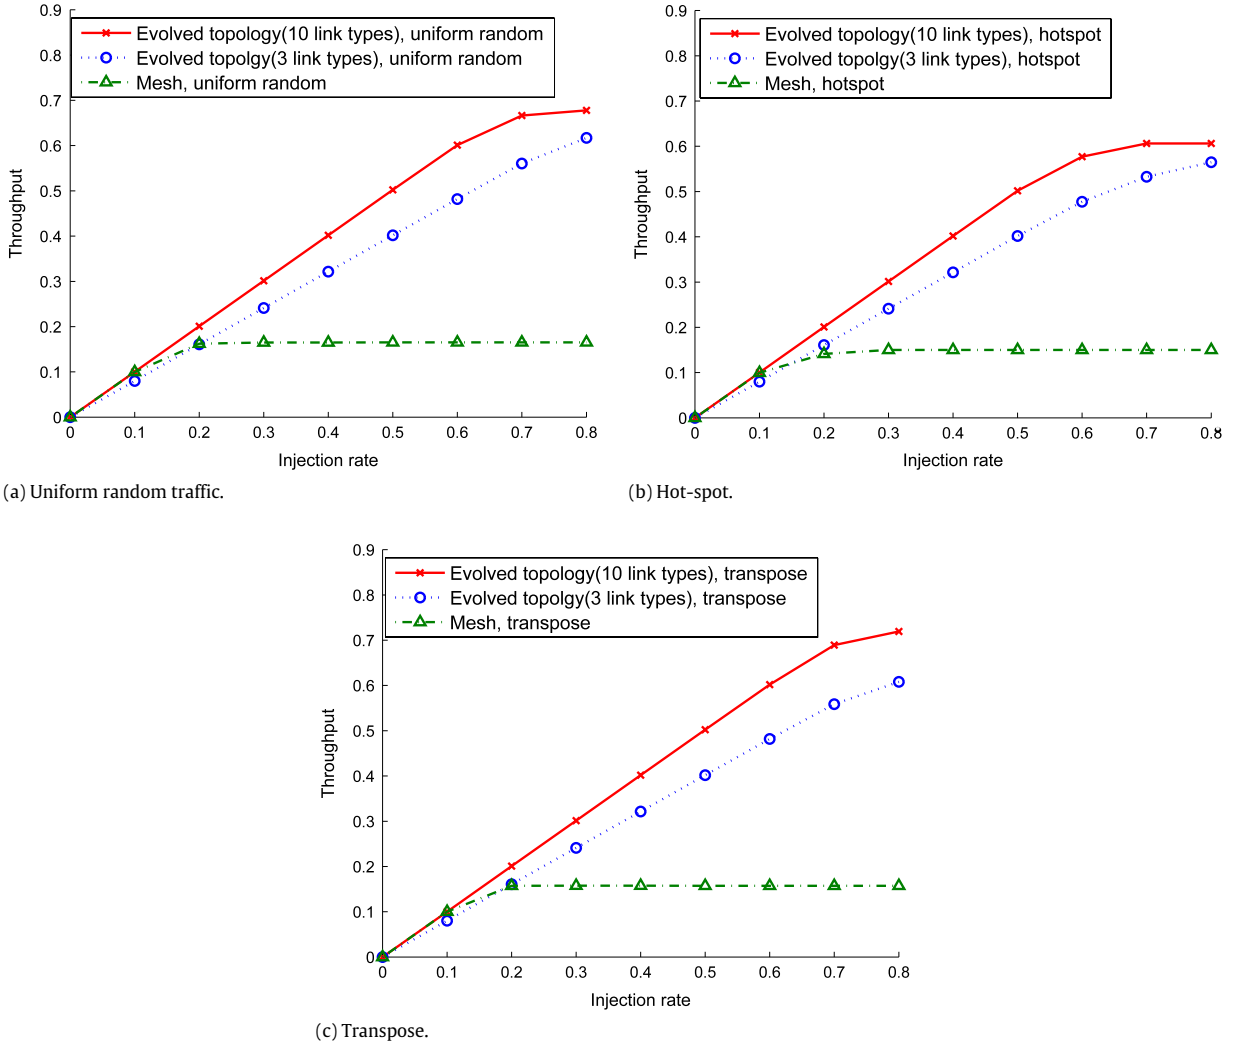 0.9
0.8
0.7
0.6
0.5
0.4
0.3
0.2
0.1
0
Throughput
Evolved topology(10 link types), uniform random
Evolved topolgy(3 link types), uniform random
Mesh, uniform random
0 0.1 0.2 0.3 0.4 0.5 0.6 0.7 0.8
Injection rate
(a) Uniform random traffic.
0.9
0.8
0.7
0.6
0.5
0.4
0.3
0.2
0.1
0
Throughput
Evolved topology(10 link types), hotspot
Evolved topolgy(3 link types), hotspot
Mesh, hotspot
0 0.1 0.2 0.3 0.4 0.5 0.6 0.7 0.8
Injection rate
(b) Hot-spot.
0.9
0.8
0.7
0.6
0.5
0.4
0.3
0.2
0.1
0
Throughput
Evolved topology(10 link types), transpose
Evolved topolgy(3 link types), transpose
Mesh, transpose
0 0.1 0.2 0.3 0.4 0.5 0.6 0.7 0.8
Injection rate
(c) Transpose.